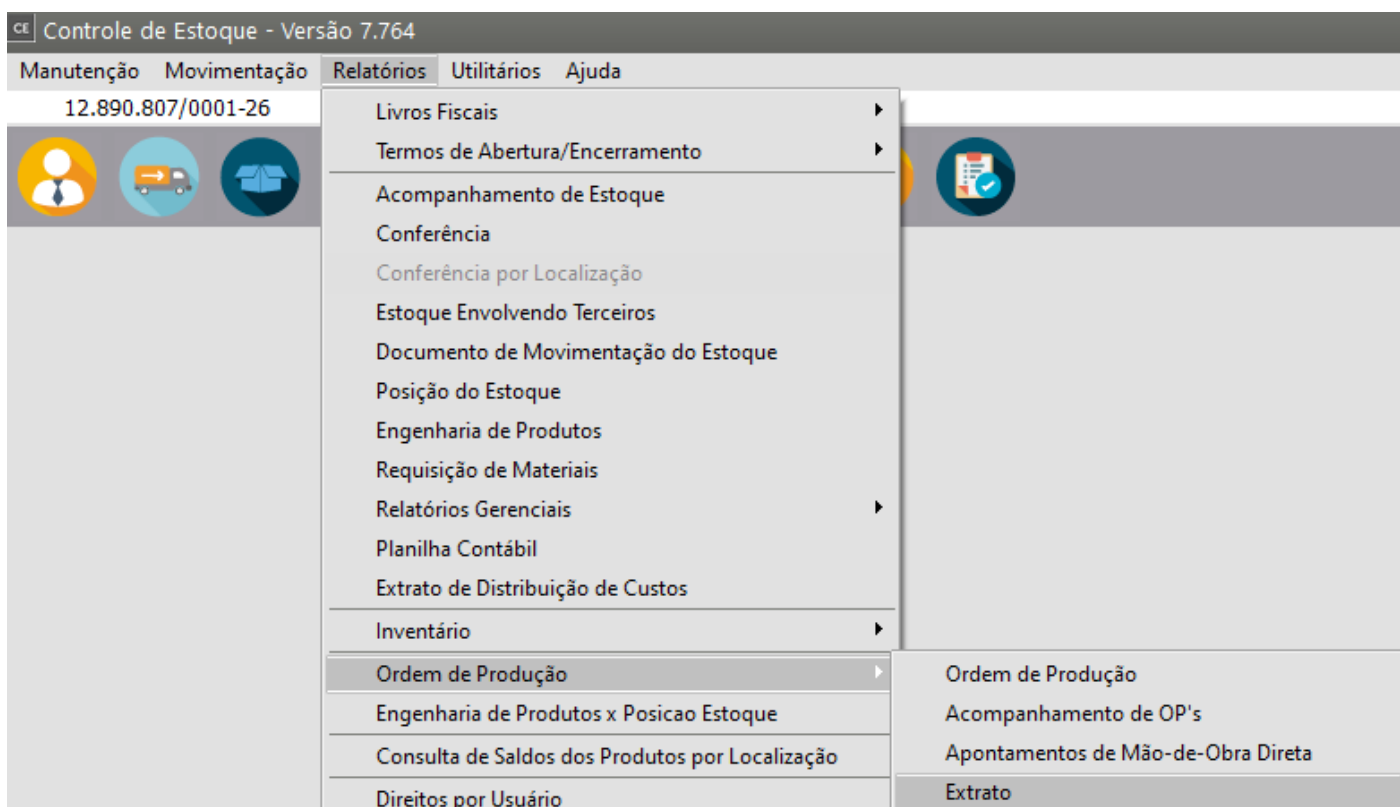 CE Controle de Estoque - Versão 7.764
Manutenção Movimentação Relatórios Utilitários Ajuda
12.890.807/0001-26
Livros Fiscais
Termos de Abertura/Encerramento
Acompanhamento de Estoque
Conferência
Conferência por Localização
Estoque Envolvendo Terceiros
Documento de Movimentação do Estoque
Posição do Estoque
Engenharia de Produtos
Requisição de Materiais
Relatórios Gerenciais
Planilha Contábil
Extrato de Distribuição de Custos
Inventário
Ordem de Produção
Engenharia de Produtos x Posicao Estoque
Consulta de Saldos dos Produtos por Localização
Direitos por Usuário
Ordem de Produção
Acompanhamento de OP's
Apontamentos de Mão-de-Obra Direta
Extrato